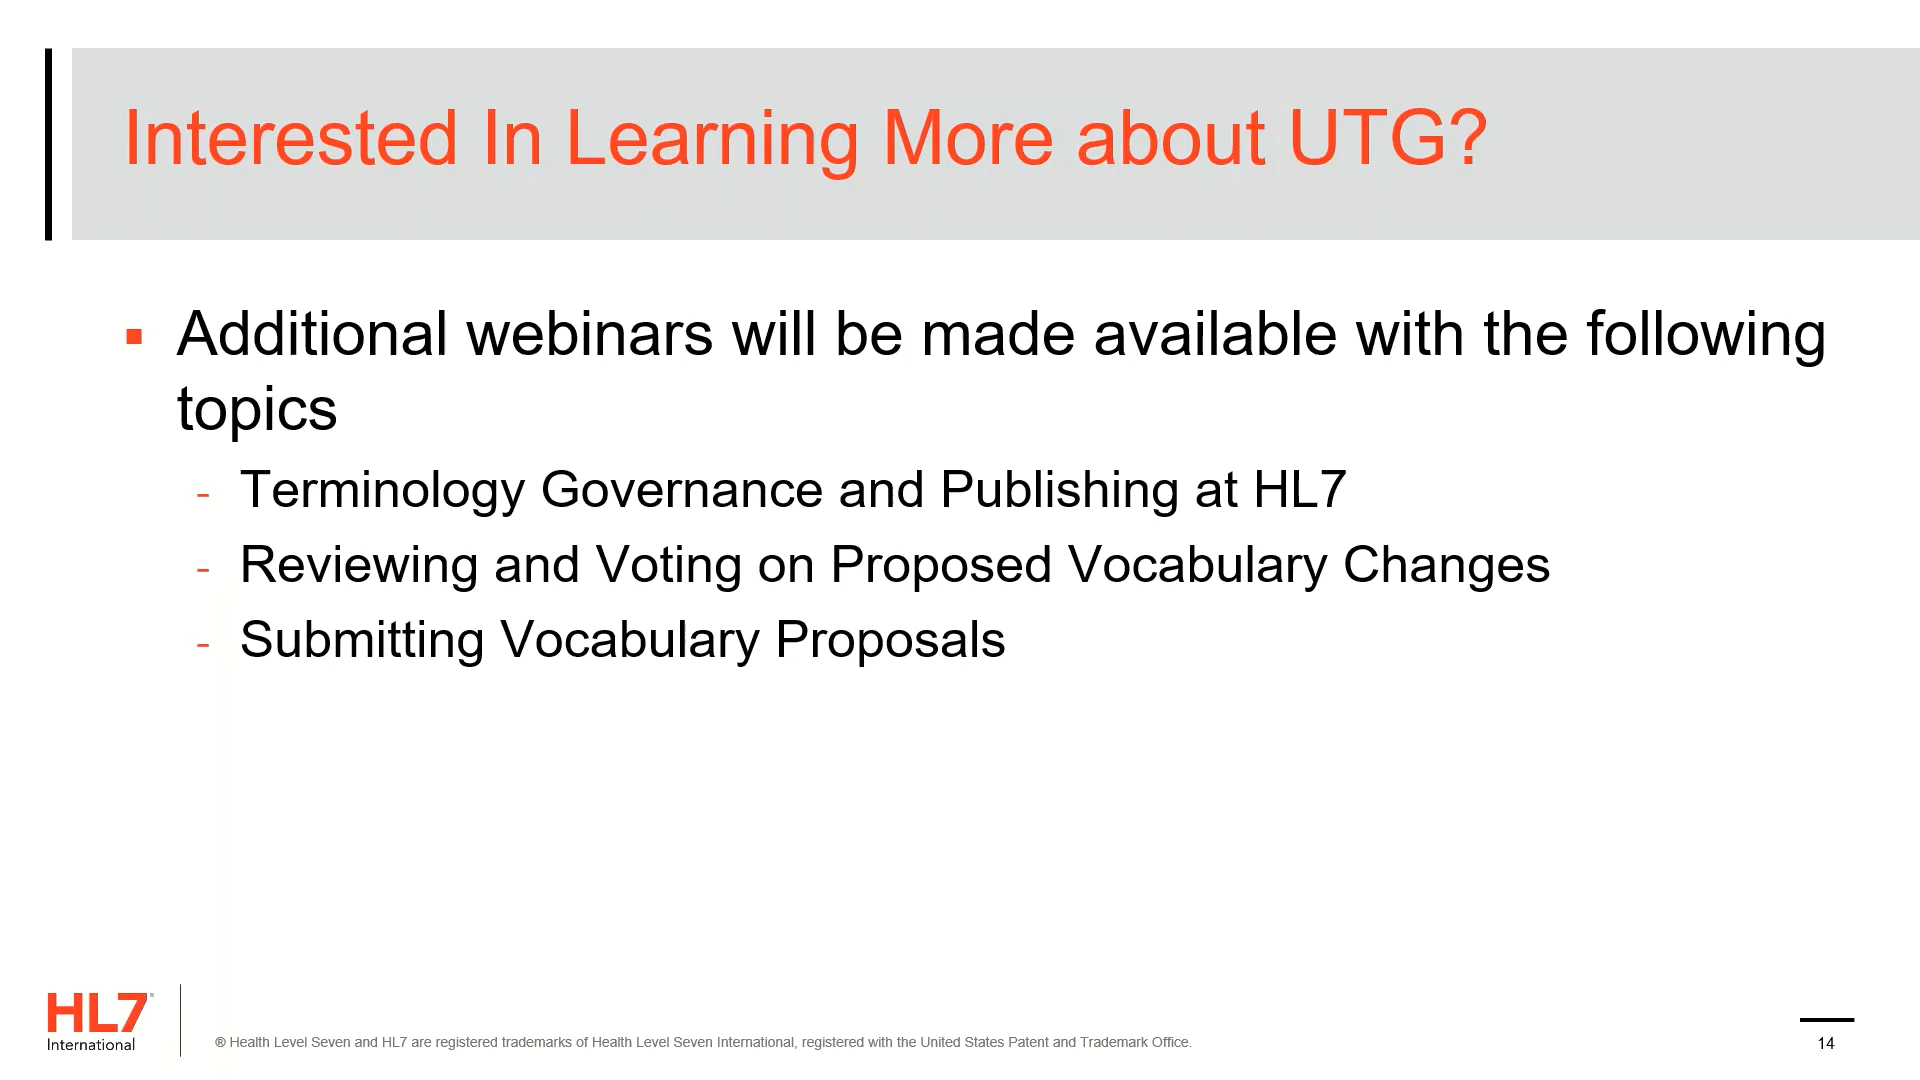 Interested In Learning More about UTG?
▪ Additional webinars will be made available with the following
topics
- Terminology Governance and Publishing at HL7
- Reviewing and Voting on Proposed Vocabulary Changes
- Submitting Vocabulary Proposals
HL7®
International
® Health Level Seven and HL7 are registered trademarks of Health Level Seven International, registered with the United States Patent and Trademark Office.
14